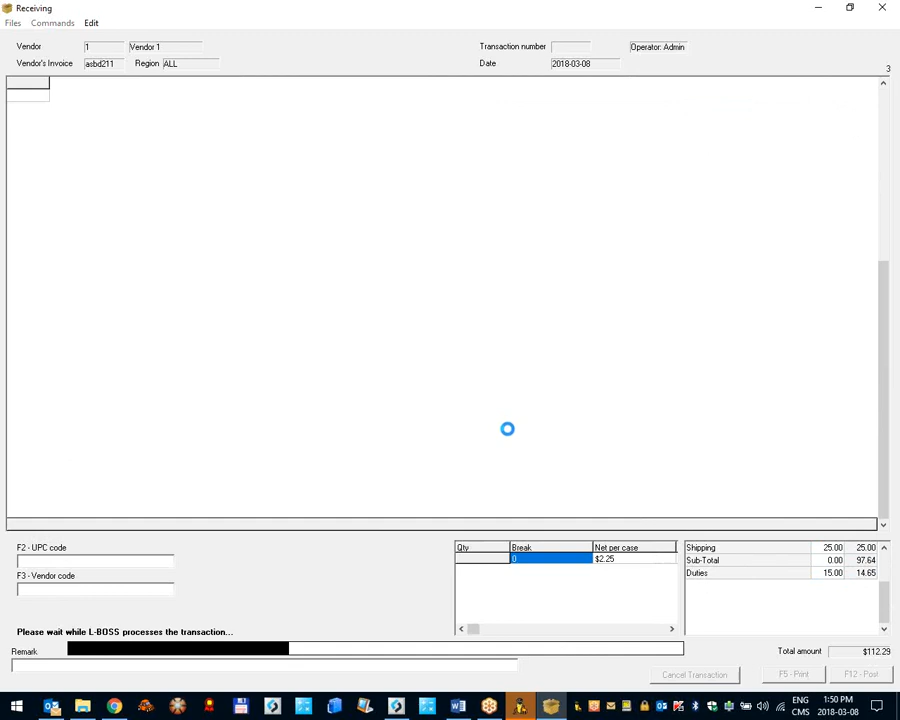 Receiving
Files Commands Edit
Vendor 1 Vendor 1 Transaction number Operator: Admin
Vendor's Invoice asbd211 Region ALL Date 2018-03-08
3
F2 - UPC code
F3 - Vendor code
Qty Break Net per case
0 $2.25
Shipping 25.00 25.00
Sub-Total 0.00 97.64
Duties 15.00 14.65
Please wait while L-BOSS processes the transaction...
Remark
Total amount $112.29
Cancel Transaction F5 - Print F12 - Post
ENG 1:50 PM
CMS 2018-03-08